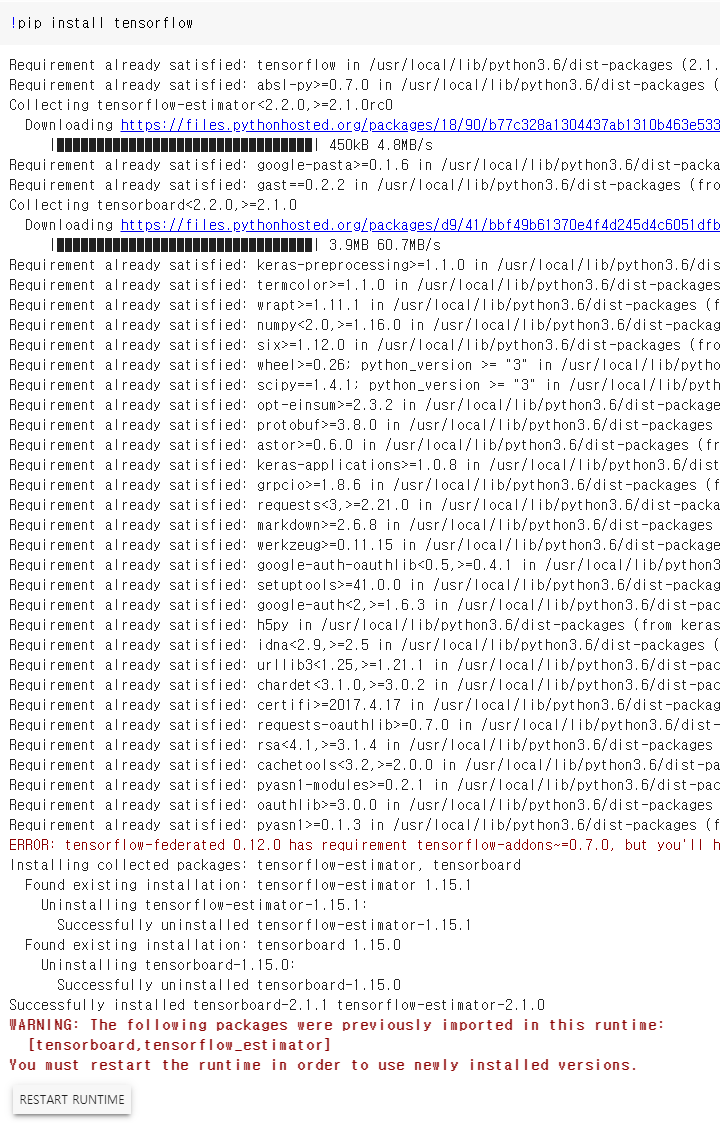 !pip install tensorflow
Requirement already satisfied: tensorflow in /usr/local/lib/python3.6/dist-packages (2.1.
Requirement already satisfied: absl-py>=0.7.0 in /usr/local/lib/python3.6/dist-packages (
Collecting tensorflow-estimator<2.2.0,>=2.1.0rc0
Downloading https://files.pythonhosted.org/packages/18/90/b77c328a1304437ab1310b463e533
450kB 4.8MB/s
Requirement already satisfied: google-pasta>=0.1.6 in /usr/local/lib/python3.6/dist-packa
Requirement already satisfied: gast==0.2.2 in /usr/local/lib/python3.6/dist-packages (fro
Collecting tensorboard<2.2.0,>=2.1.0
Downloading https://files.pythonhosted.org/packages/d9/41/bbf49b61370e4f4d245d4c6051dfb
3.9MB 60.7MB/s
Requirement already satisfied: keras-preprocessing>=1.1.0 in /usr/local/lib/python3.6/dis
Requirement already satisfied: termcolor>=1.1.0 in /usr/local/lib/python3.6/dist-packages
Requirement already satisfied: wrapt>=1.11.1 in /usr/local/lib/python3.6/dist-packages (f
Requirement already satisfied: numpy<2.0,>=1.16.0 in /usr/local/lib/python3.6/dist-packag
Requirement already satisfied: six>=1.12.0 in /usr/local/lib/python3.6/dist-packages (fro
Requirement already satisfied: wheel>=0.26; python_version >= "3" in /usr/local/lib/pytho
Requirement already satisfied: scipy==1.4.1; python_version >= "3" in /usr/local/lib/pyth
Requirement already satisfied: opt-einsum>=2.3.2 in /usr/local/lib/python3.6/dist-package
Requirement already satisfied: protobuf>=3.8.0 in /usr/local/lib/python3.6/dist-packages
Requirement already satisfied: astor>=0.6.0 in /usr/local/lib/python3.6/dist-packages (fr
Requirement already satisfied: keras-applications>=1.0.8 in /usr/local/lib/python3.6/dist
Requirement already satisfied: grpcio>=1.8.6 in /usr/local/lib/python3.6/dist-packages (f
Requirement already satisfied: requests<3,>=2.21.0 in /usr/local/lib/python3.6/dist-packa
Requirement already satisfied: markdown>=2.6.8 in /usr/local/lib/python3.6/dist-packages
Requirement already satisfied: werkzeug>=0.11.15 in /usr/local/lib/python3.6/dist-package
Requirement already satisfied: google-auth-oauthlib<0.5,>=0.4.1 in /usr/local/lib/python3
Requirement already satisfied: setuptools>=41.0.0 in /usr/local/lib/python3.6/dist-packag
Requirement already satisfied: google-auth<2,>=1.6.3 in /usr/local/lib/python3.6/dist-pac
Requirement already satisfied: h5py in /usr/local/lib/python3.6/dist-packages (from keras
Requirement already satisfied: idna<2.9,>=2.5 in /usr/local/lib/python3.6/dist-packages (
Requirement already satisfied: urllib3<1.25,>=1.21.1 in /usr/local/lib/python3.6/dist-pac
Requirement already satisfied: chardet<3.1.0,>=3.0.2 in /usr/local/lib/python3.6/dist-pac
Requirement already satisfied: certifi>=2017.4.17 in /usr/local/lib/python3.6/dist-packag
Requirement already satisfied: requests-oauthlib>=0.7.0 in /usr/local/lib/python3.6/dist-
Requirement already satisfied: rsa<4.1,>=3.1.4 in /usr/local/lib/python3.6/dist-packages
Requirement already satisfied: cachetools<3.2,>=2.0.0 in /usr/local/lib/python3.6/dist-pa
Requirement already satisfied: pyasn1-modules>=0.2.1 in /usr/local/lib/python3.6/dist-pac
Requirement already satisfied: oauthlib>=3.0.0 in /usr/local/lib/python3.6/dist-packages
Requirement already satisfied: pyasn1>=0.1.3 in /usr/local/lib/python3.6/dist-packages (f
ERROR: tensorflow-federated 0.12.0 has requirement tensorflow-addons~=0.7.0, but you'll h
Installing collected packages: tensorflow-estimator, tensorboard
Found existing installation: tensorflow-estimator 1.15.1
Uninstalling tensorflow-estimator-1.15.1:
Successfully uninstalled tensorflow-estimator-1.15.1
Found existing installation: tensorboard 1.15.0
Uninstalling tensorboard-1.15.0:
Successfully uninstalled tensorboard-1.15.0
Successfully installed tensorboard-2.1.1 tensorflow-estimator-2.1.0
WARNING: The following packages were previously imported in this runtime:
[tensorboard,tensorflow_estimator]
You must restart the runtime in order to use newly installed versions.
RESTART RUNTIME